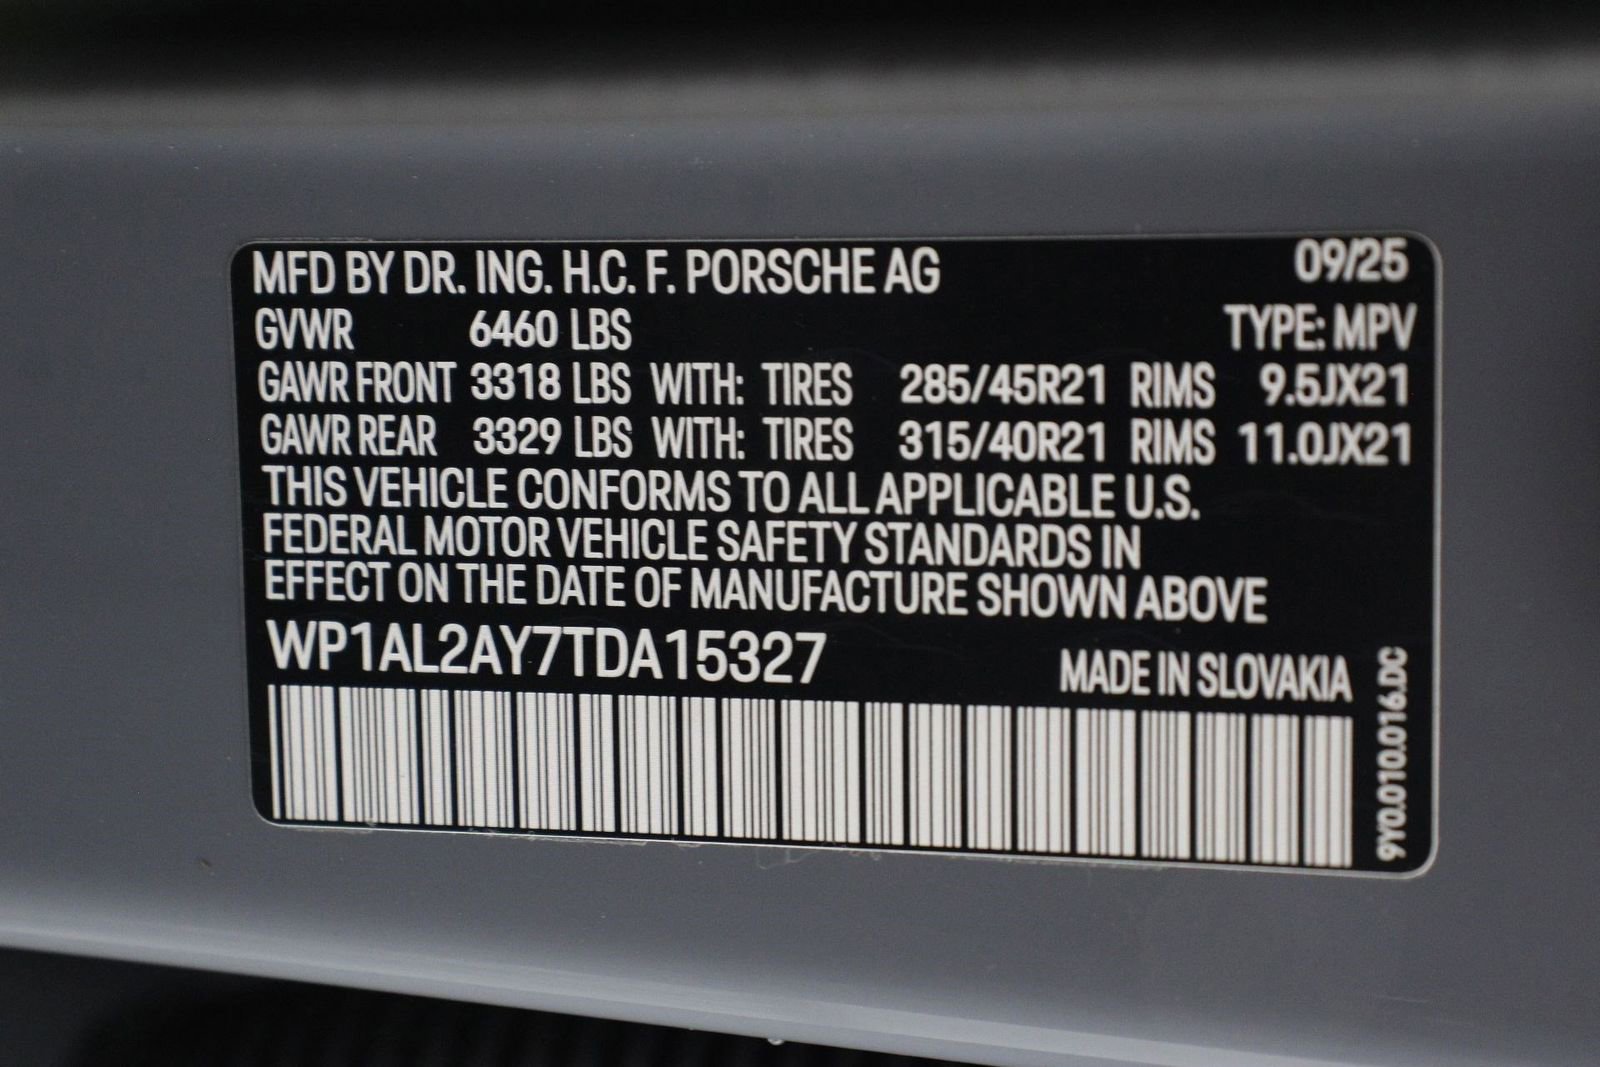 MFD BY DR. ING. H.C. F. PORSCHE AG 09/25
GVWR 6460 LBS TYPE: MPV
GAWR FRONT 3318 LBS WITH: TIRES 285/45R21 RIMS 9.5JX21
GAWR REAR 3329 LBS WITH: TIRES 315/40R21 RIMS 11.0JX21
THIS VEHICLE CONFORMS TO ALL APPLICABLE U.S.
FEDERAL MOTOR VEHICLE SAFETY STANDARDS IN
EFFECT ON THE DATE OF MANUFACTURE SHOWN ABOVE
WP1AL2AY7TDA15327
MADE IN SLOVAKIA
9Y0.010.016.DC